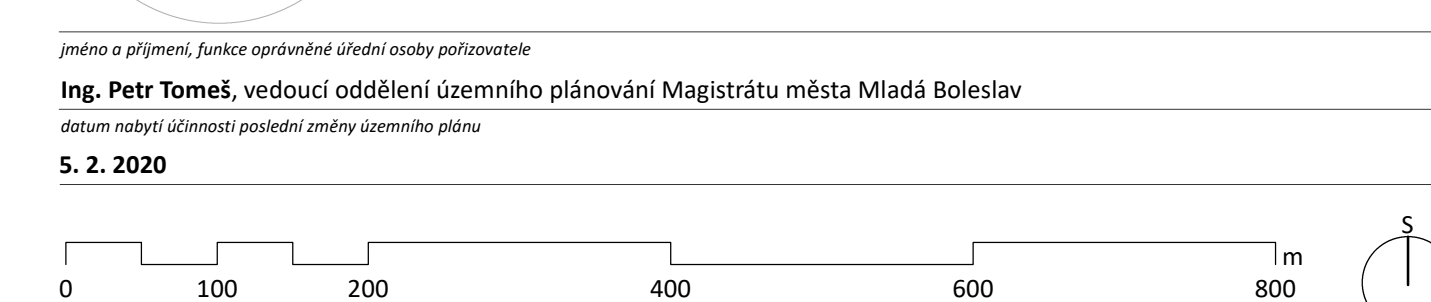 jméno a příjmení, funkce oprávněné úřední osoby pořizovatele
Ing. Petr Tomeš, vedoucí oddělení územního plánování Magistrátu města Mladá Boleslav
datum nabytí účinnosti poslední změny územního plánu
5. 2. 2020
S
m
0 100 200 400 600 800